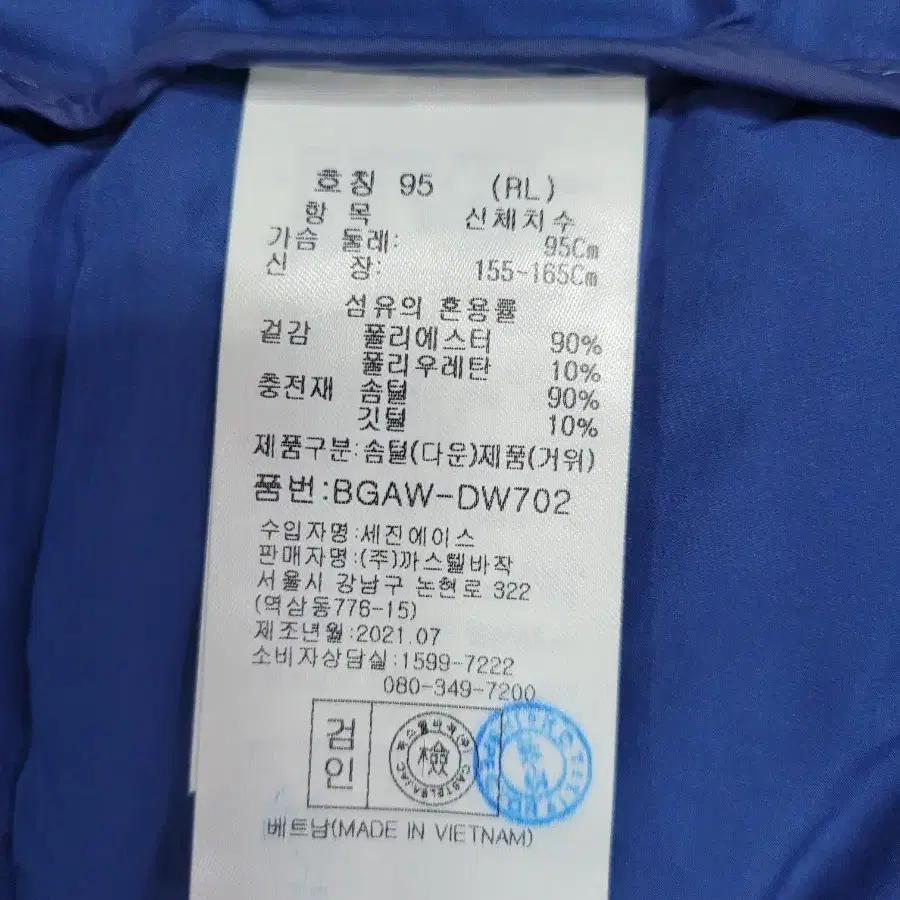 호칭 95 (RL)
항 목 신체치수
가슴 둘레: 95Cm
신 장: 155~165Cm
섬유의 혼용률
겉감 폴리에스터 90%
폴리우레탄 10%
충전재 솜털 90%
깃털 10%
제품구분:솜털(다운)제품(거위)
품번:BGAW-DW702
수입자명:세진에이스
판매자명:(주)까스텔바작
서울시 강남구 논현로 322
(역삼동776-15)
제조년월:2021.07
소비자상담실:1599-7222
080-349-7200
검인
檢
CASTELBAJAC
베트남(MADE IN VIETNAM)